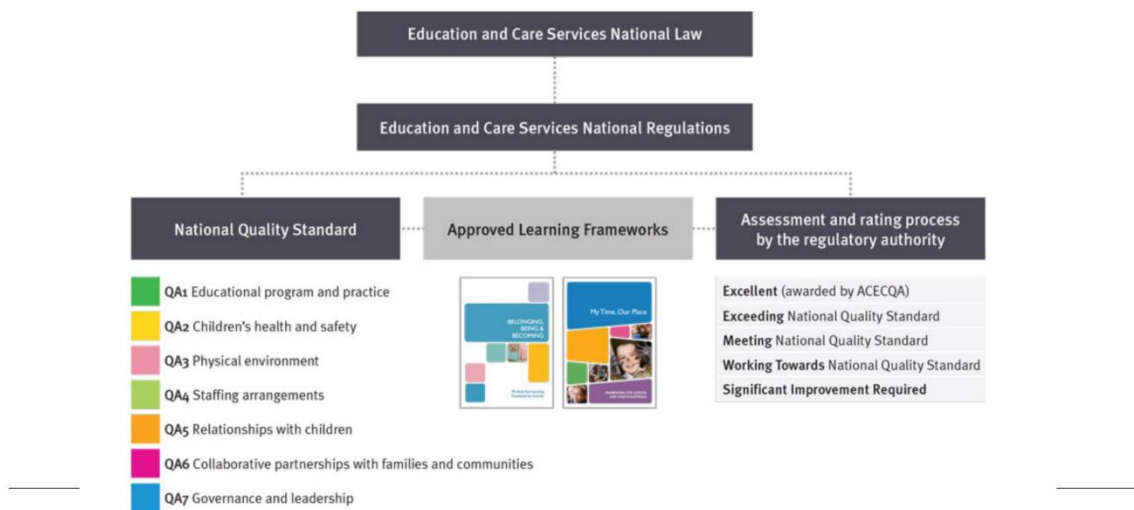 Education and Care Services National Law
Education and Care Services National Regulations
National Quality Standard
Approved Learning Frameworks
Assessment and rating process
by the regulatory authority
QA1 Educational program and practice
QA2 Children's health and safety
QA3 Physical environment
QA4 Staffing arrangements
QA5 Relationships with children
QA6 Collaborative partnerships with families and communities
QA7 Governance and leadership
BELONGING,
BEING &
BECOMING
My Time, Our Place
Excellent (awarded by ACECQA)
Exceeding National Quality Standard
Meeting National Quality Standard
Working Towards National Quality Standard
Significant Improvement Required